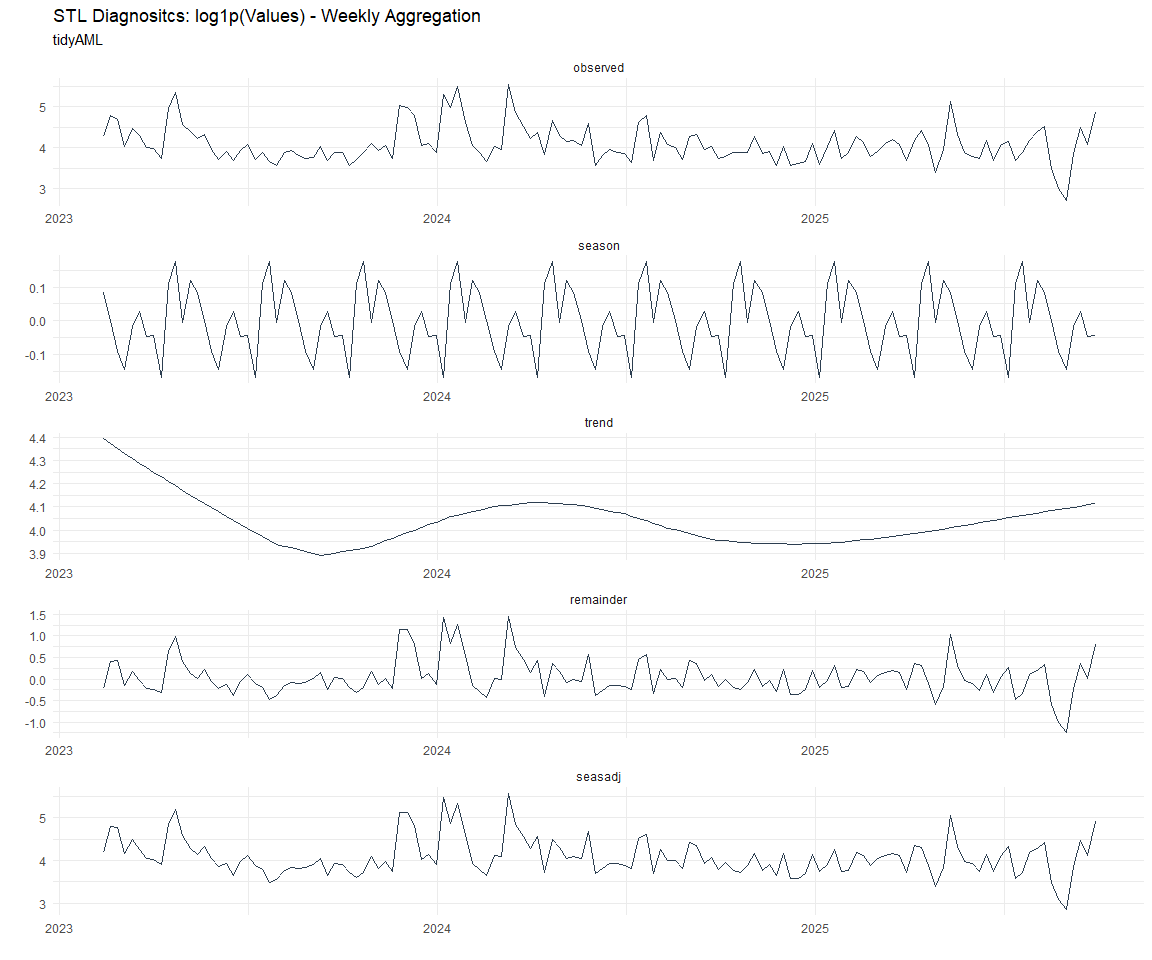 STL Diagnositcs: log1p(Values) - Weekly Aggregation
tidyAML
observed
5
4
3
2023 2024 2025
season
0.1
0.0
-0.1
2023 2024 2025
trend
4.4
4.3
4.2
4.1
4.0
3.9
2023 2024 2025
remainder
1.5
1.0
0.5
0.0
-0.5
-1.0
2023 2024 2025
seasadj
5
4
3
2023 2024 2025